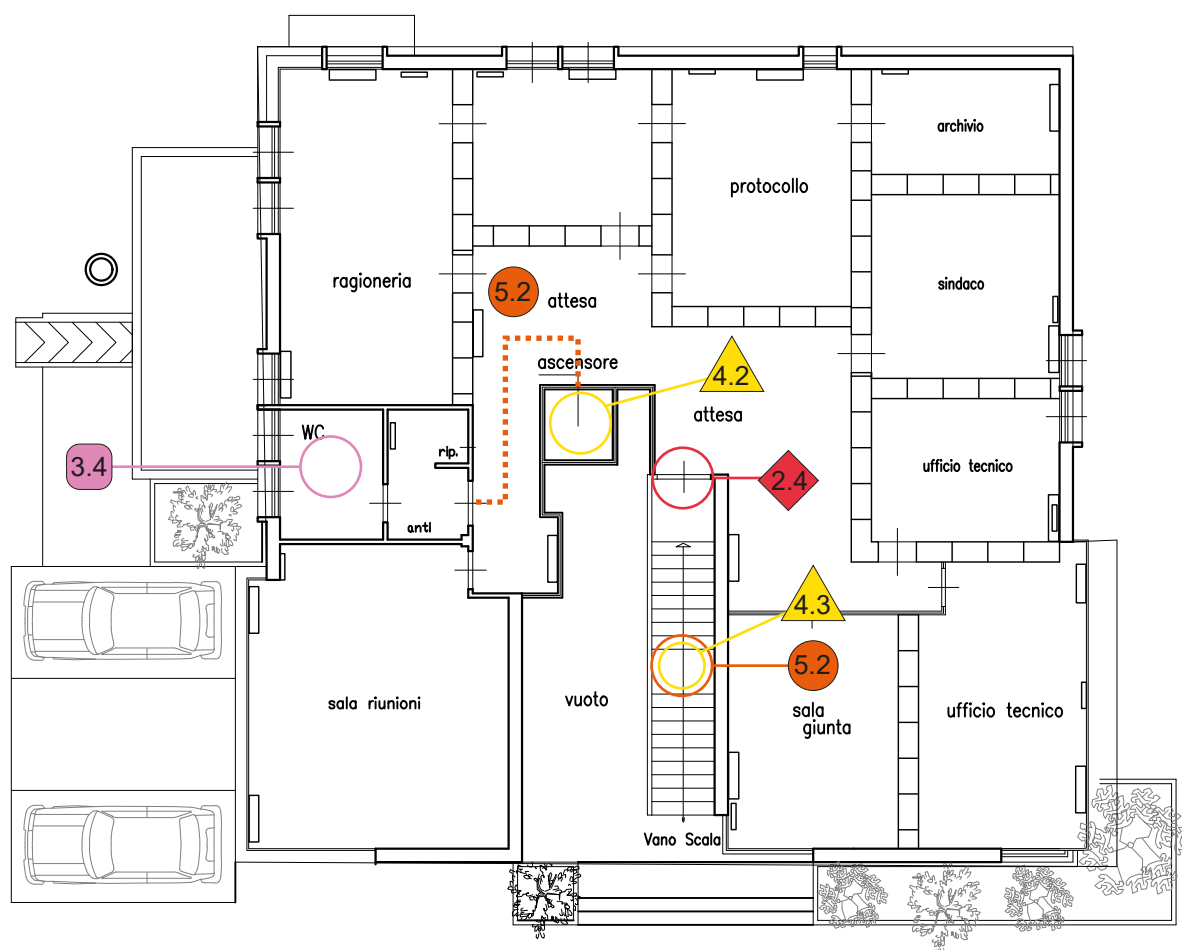 archivio
protocollo
ragioneria
sindaco
5.2
attesa
ascensore
4.2
attesa
WC
rip.
3.4
ufficio tecnico
2.4
anti
4.3
5.2
sala riunioni
vuoto
sala
giunta
ufficio tecnico
Vano Scala